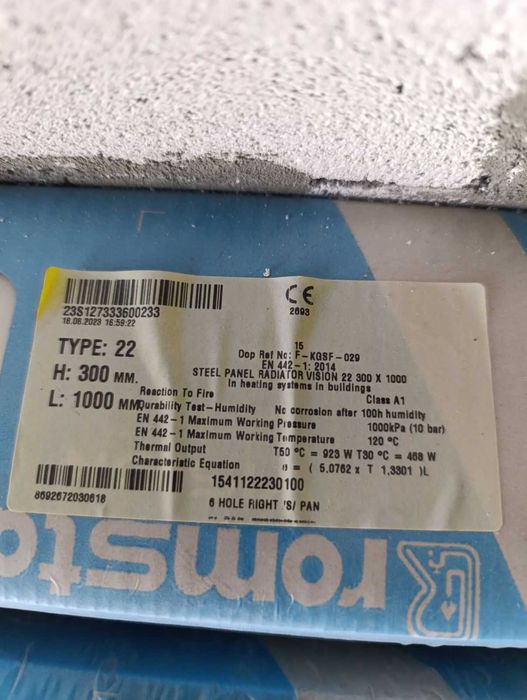 23S127333600233
18.08.2023 16:59:22
CE
2693
TYPE: 22
H: 300 MM.
L: 1000 MM.
15
Dop Ref No: F-KGSF-029
EN 442-1: 2014
STEEL PANEL RADIATOR VISION 22 300 X 1000
In heating systems in buildings
Reaction To Fire Class A1
Durability Test-Humidity No corrosion after 100h humidity
EN 442-1 Maximum Working Pressure 1000kPa (10 bar)
EN 442-1 Maximum Working Temperature 120 °C
Thermal Output T50 °C = 923 W T30 °C = 468 W
Characteristic Equation = ( 5.0762 x T 1,3301 )L
1541122230100
8692672030618
6 HOLE RIGHT /S/ PAN
romsta